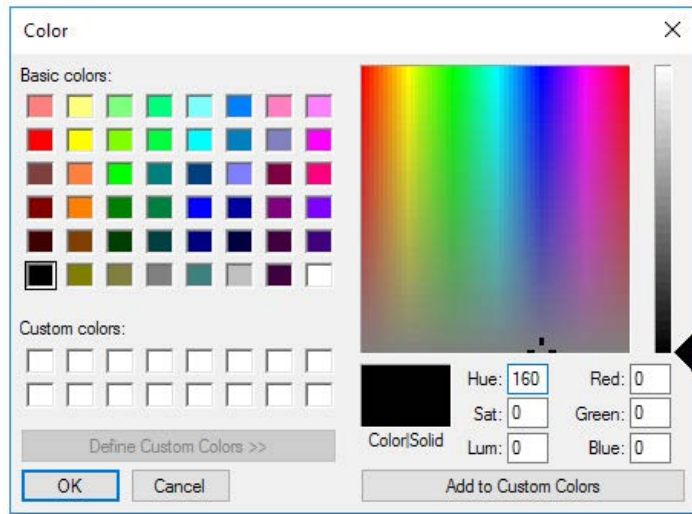 Color
Basic colors:
Custom colors:
Define Custom Colors >>
OK Cancel
Color|Solid
Hue: 160 Red: 0
Sat: 0 Green: 0
Lum: 0 Blue: 0
Add to Custom Colors